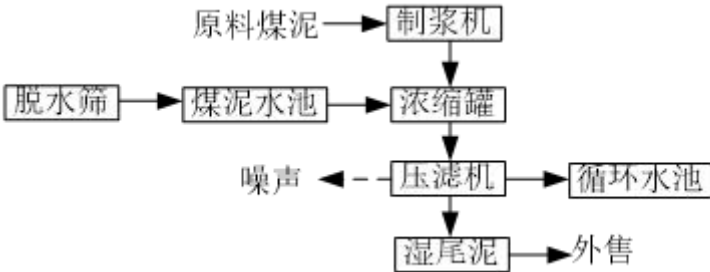 原料煤泥
制浆机
脱水筛
煤泥水池
浓缩罐
噪声
压滤机
循环水池
湿尾泥
外售